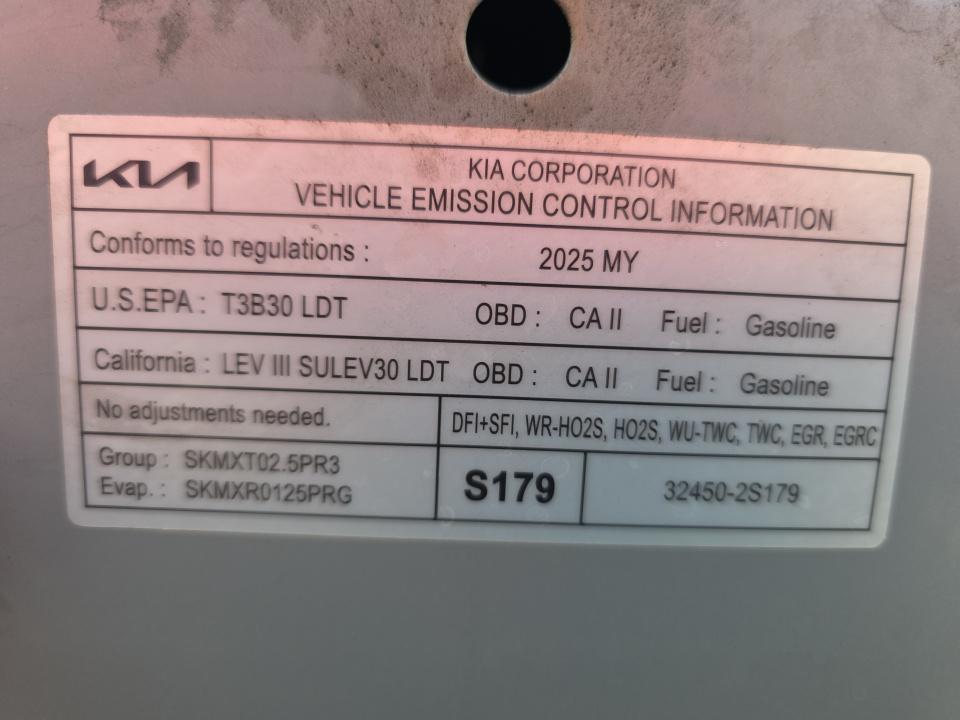 KIA
KIA CORPORATION
VEHICLE EMISSION CONTROL INFORMATION
Conforms to regulations : 2025 MY
U.S.EPA : T3B30 LDT OBD : CA II Fuel : Gasoline
California : LEV III SULEV30 LDT OBD : CA II Fuel : Gasoline
No adjustments needed.
DFI+SFI, WR-HO2S, HO2S, WU-TWC, TWC, EGR, EGRC
Group : SKMXT02.5PR3
Evap. : SKMXR0125PRG
S179
32450-2S179